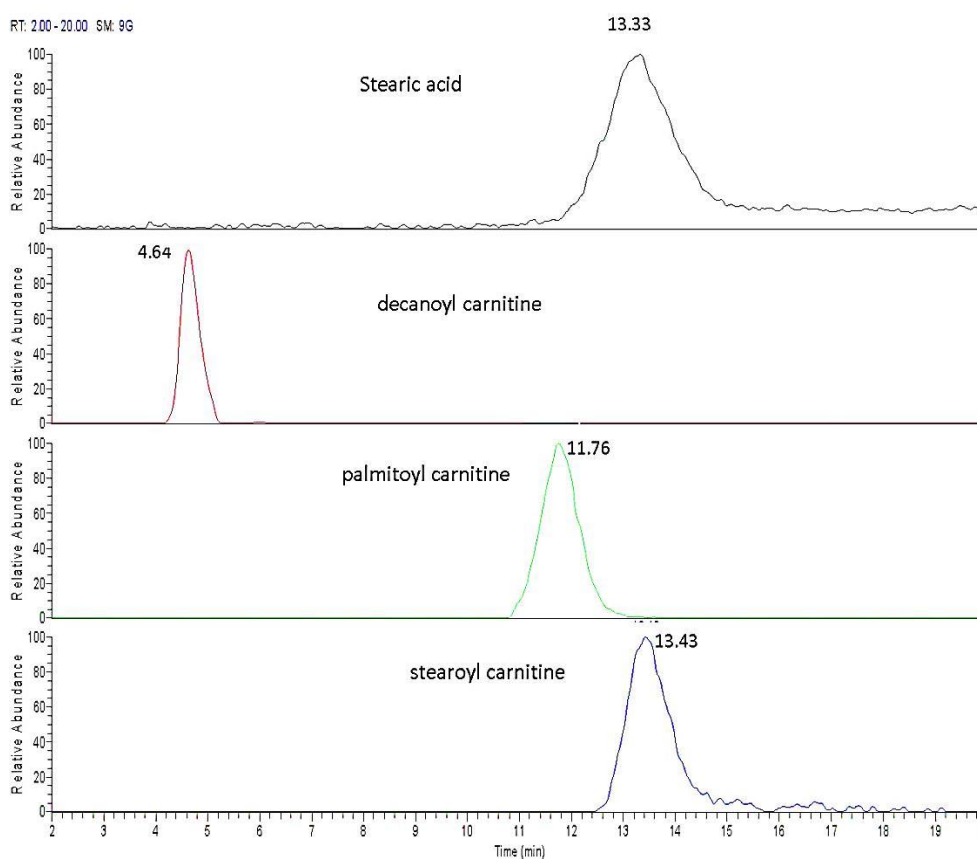 RT: 2.00 - 20.00 SM: 9G
13.33
100
80
60
40
20
0
Relative Abundance
Stearic acid
4.64
100
80
60
40
20
0
Relative Abundance
decanoyl carnitine
11.76
100
80
60
40
20
0
Relative Abundance
palmitoyl carnitine
13.43
100
80
60
40
20
0
Relative Abundance
stearoyl carnitine
2 3 4 5 6 7 8 9 10 11 12 13 14 15 16 17 18 19
Time (min)